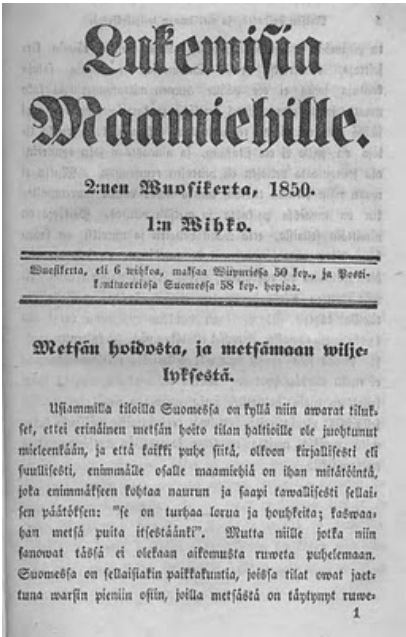 Lukemisia
Maamiehille.
2:nen Wuosikerta, 1850.
1:n Wihko.
Wuosikerta, eli 6 wihkoa, maksaa Wiipurissa 50 kop., ja Posti-
kontuoreissa Suomessa 58 kop. hopiaa.
Metsän hoidosta, ja metsämaan wilje-
lyksestä.
Usiammilla tiloilla Suomessa on kyllä niin awarat tiluk-
set, ettei erinäinen metsän hoito tilan haltioille ole juohtunut
mieleenkään, ja että kaikki puhe siitä, olkoon kirjallisesti eli
suullisesti, enimmälle osalle maamiehiä on ihan mitätöintä,
joka enimmäkseen kohtaa naurun ja saapi tawallisesti sellai-
sen päätöksen: "se on turhaa lorua ja houhkeita; kaswaa-
han metsä puita itsestäänki". Mutta niille jotka niin
sanowat tässä ei olekaan aikomusta ruweta puhelemaan.
Suomessa on sellaisiakin paikkakuntia, joissa tilat owat jaet-
tuna warsin pieniin osiin, joilla metsästä on täytynyt ruwe-
1